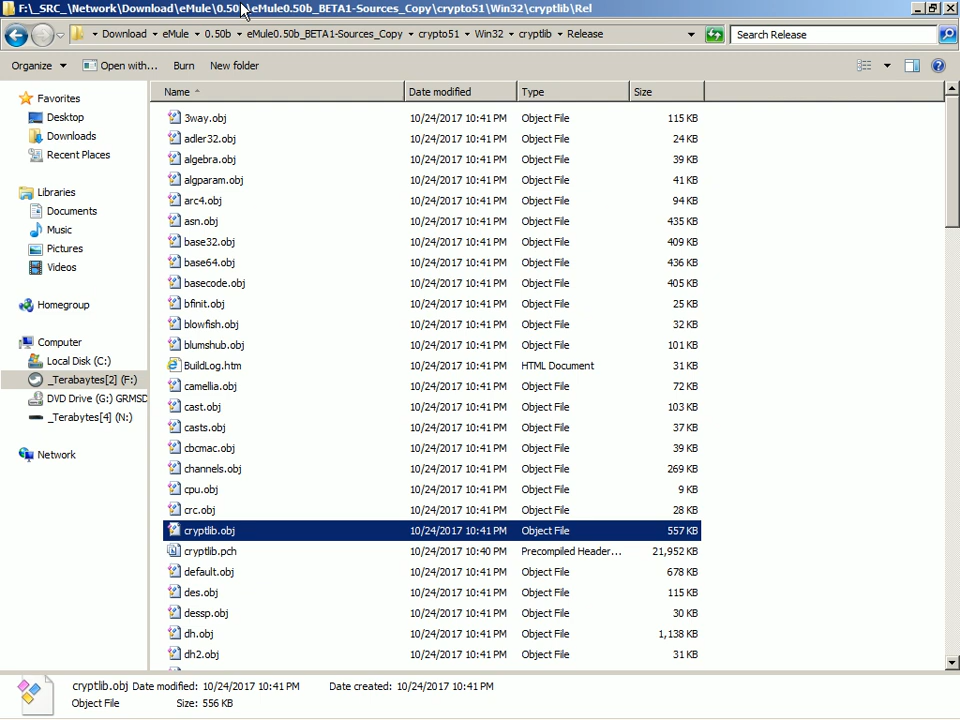 F:\_SRC_\Network\Download\eMule\0.50b\eMule0.50b_BETA1-Sources_Copy\crypto51\Win32\cryptlib\Rel
Download eMule 0.50b eMule0.50b_BETA1-Sources_Copy crypto51 Win32 cryptlib Release Search Release
Organize Open with... Burn New folder
Name Date modified Type Size
Favorites
Desktop
Downloads
Recent Places
Libraries
Documents
Music
Pictures
Videos
Homegroup
Computer
Local Disk (C:)
_Terabaytes[2] (F:)
DVD Drive (G:) GRMSD
_Terabytes[4] (N:)
Network
3way.obj 10/24/2017 10:41 PM Object File 115 KB
adler32.obj 10/24/2017 10:41 PM Object File 24 KB
algebra.obj 10/24/2017 10:41 PM Object File 39 KB
algparam.obj 10/24/2017 10:41 PM Object File 41 KB
arc4.obj 10/24/2017 10:41 PM Object File 94 KB
asn.obj 10/24/2017 10:41 PM Object File 435 KB
base32.obj 10/24/2017 10:41 PM Object File 409 KB
base64.obj 10/24/2017 10:41 PM Object File 436 KB
basecode.obj 10/24/2017 10:41 PM Object File 405 KB
bfinit.obj 10/24/2017 10:41 PM Object File 25 KB
blowfish.obj 10/24/2017 10:41 PM Object File 32 KB
blumshub.obj 10/24/2017 10:41 PM Object File 101 KB
BuildLog.htm 10/24/2017 10:41 PM HTML Document 31 KB
camellia.obj 10/24/2017 10:41 PM Object File 72 KB
cast.obj 10/24/2017 10:41 PM Object File 103 KB
casts.obj 10/24/2017 10:41 PM Object File 37 KB
cbcmac.obj 10/24/2017 10:41 PM Object File 39 KB
channels.obj 10/24/2017 10:41 PM Object File 269 KB
cpu.obj 10/24/2017 10:41 PM Object File 9 KB
crc.obj 10/24/2017 10:41 PM Object File 28 KB
cryptlib.obj 10/24/2017 10:41 PM Object File 557 KB
cryptlib.pch 10/24/2017 10:40 PM Precompiled Header... 21,952 KB
default.obj 10/24/2017 10:41 PM Object File 678 KB
des.obj 10/24/2017 10:41 PM Object File 115 KB
dessp.obj 10/24/2017 10:41 PM Object File 30 KB
dh.obj 10/24/2017 10:41 PM Object File 1,138 KB
dh2.obj 10/24/2017 10:41 PM Object File 31 KB
cryptlib.obj Date modified: 10/24/2017 10:41 PM Date created: 10/24/2017 10:41 PM
Object File Size: 556 KB